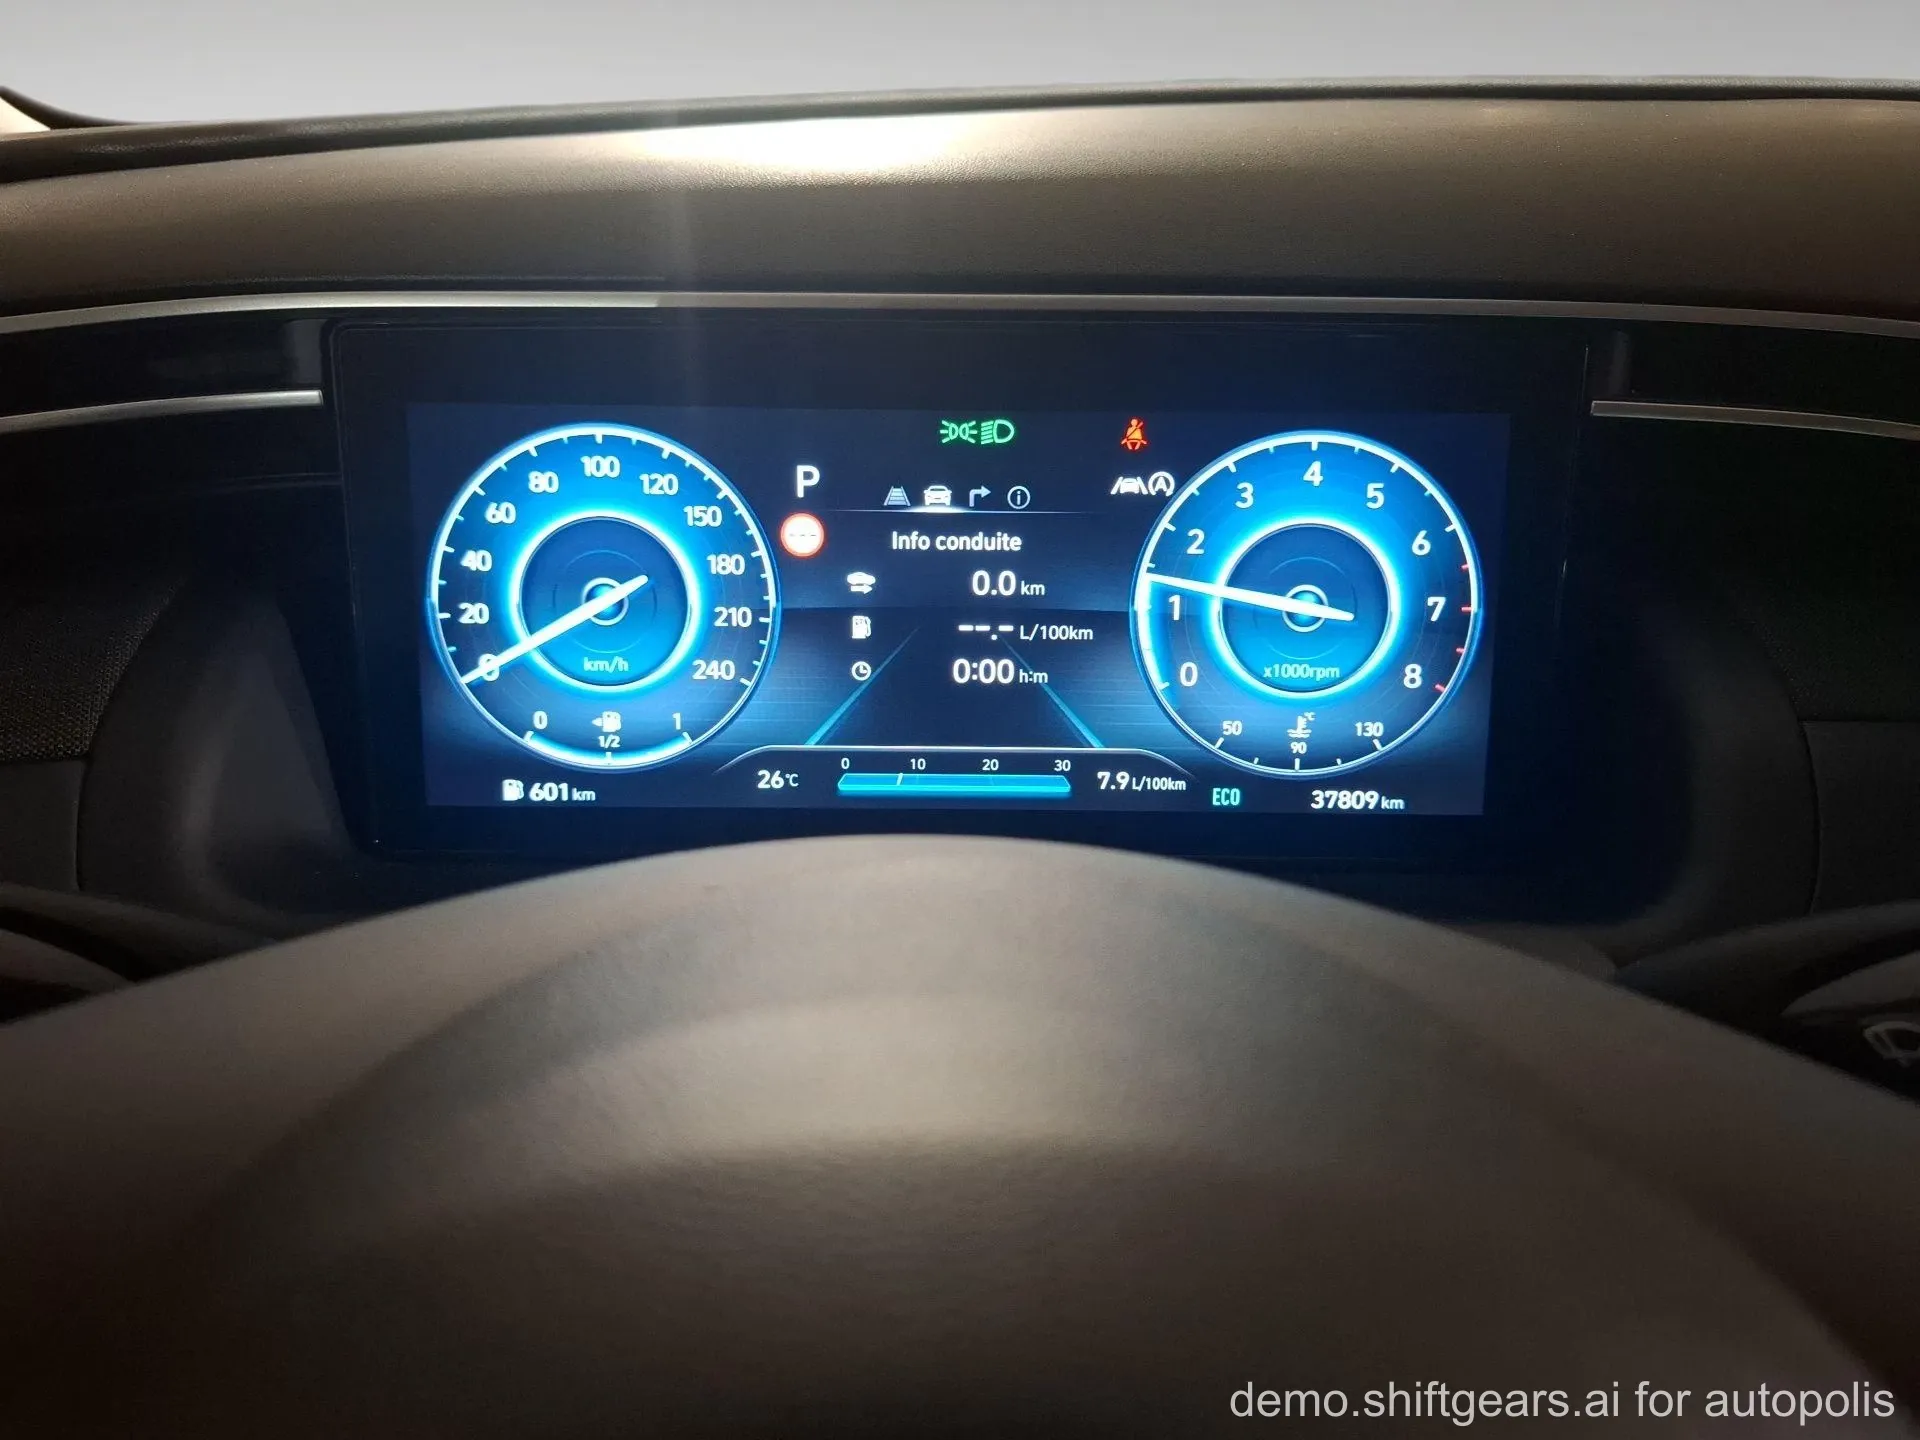 P
Info conduite
0.0 km
--.- L/100km
0:00 h:m
0 20 40 60 80 100 120 150 180 210 240
km/h
0 1/2 1
601 km
26°C
0 10 20 30
7.9 L/100km
A
0 1 2 3 4 5 6 7 8
x1000rpm
50 90 130
°C
ECO
37809 km
demo.shiftgears.ai for autopolis